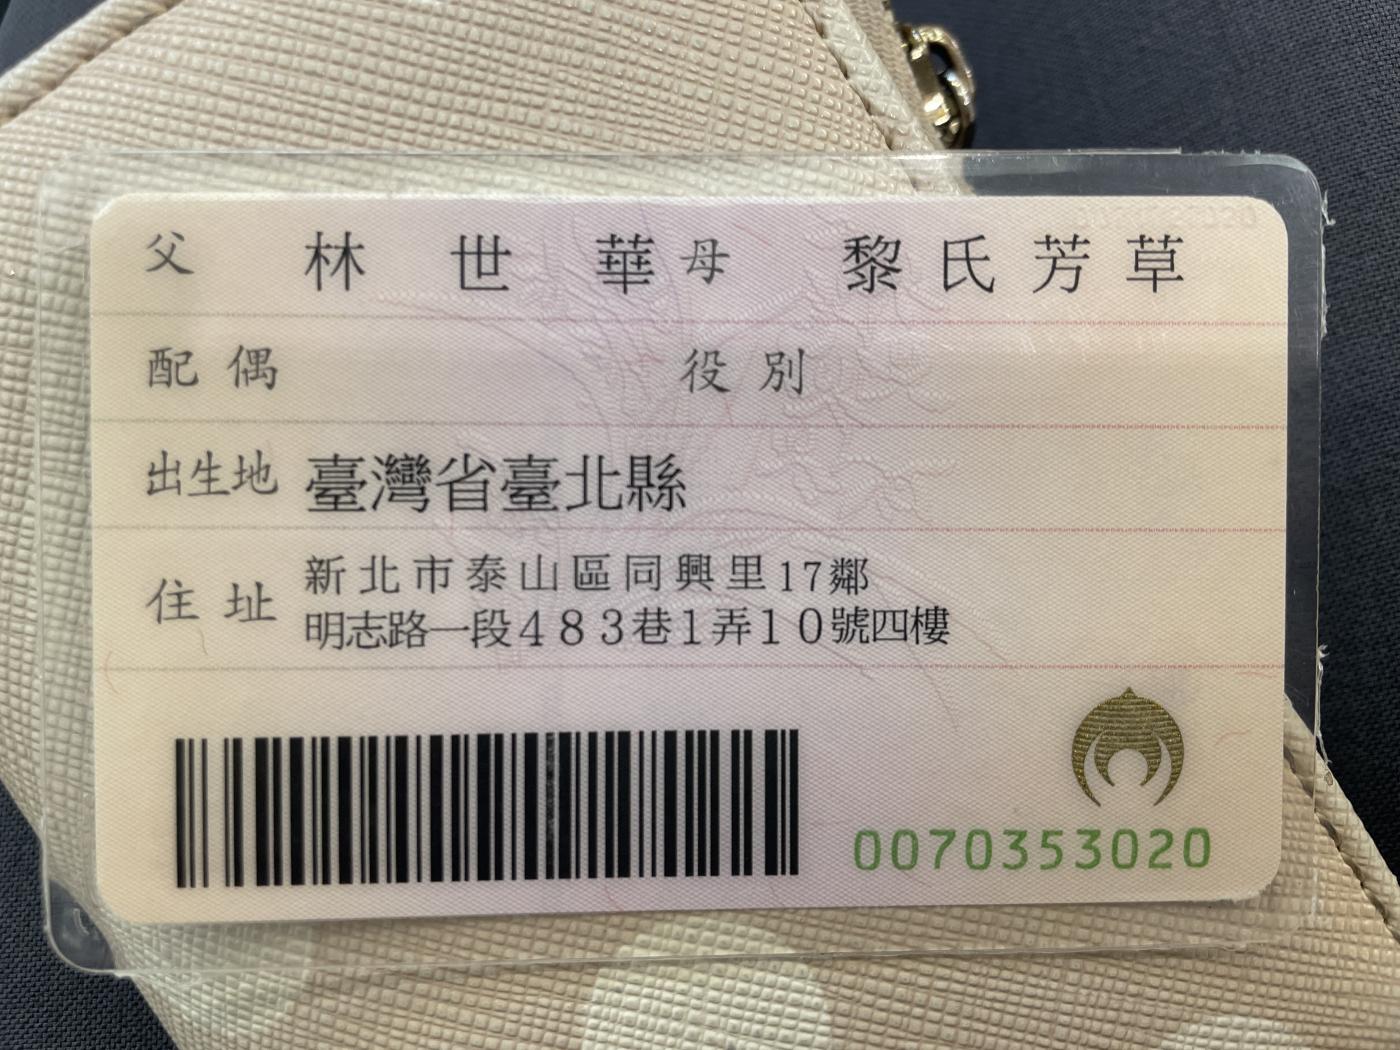 父 林世華 母 黎氏芳草
配偶 役別
出生地 臺灣省臺北縣
住址 新北市泰山區同興里17鄰
明志路一段483巷1弄10號四樓
0070353020